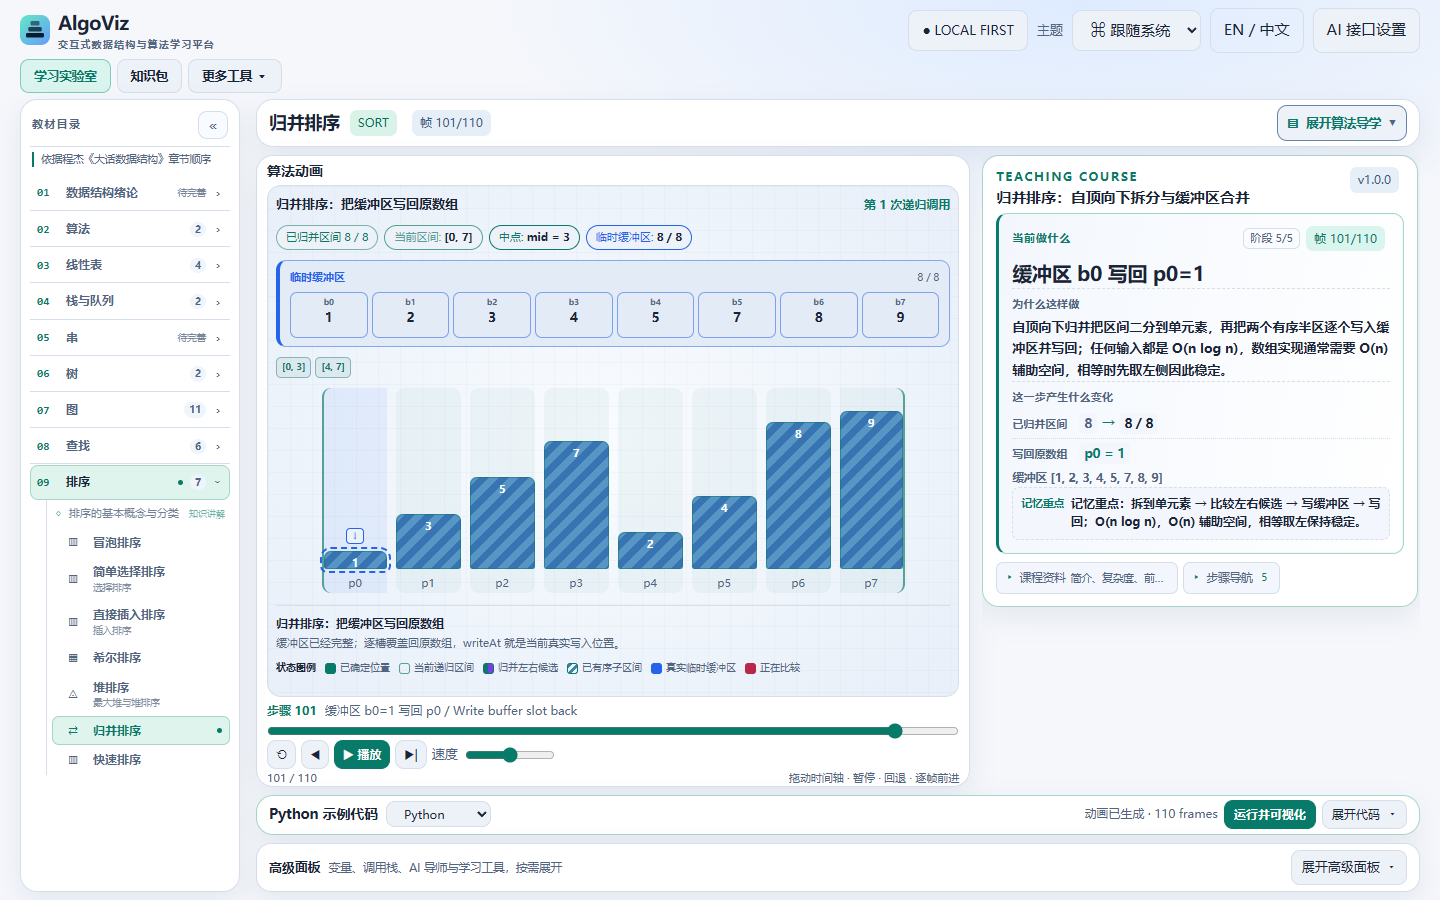 AlgoViz
交互式数据结构与算法学习平台
● LOCAL FIRST
主题
⌘ 跟随系统
EN / 中文
AI 接口设置
学习实验室
知识包
更多工具 ▾
教材目录
«
依据程杰《大话数据结构》章节顺序
01 数据结构绪论 待完善 ›
02 算法 2 ›
03 线性表 4 ›
04 栈与队列 2 ›
05 串 待完善 ›
06 树 2 ›
07 图 11 ›
08 查找 6 ›
09 排序 7
排序的基本概念与分类 知识讲解
冒泡排序
简单选择排序
选择排序
直接插入排序
插入排序
希尔排序
堆排序
最大堆与堆排序
归并排序
快速排序
归并排序 SORT 帧 101/110
展开算法导学 ▾
算法动画
归并排序：把缓冲区写回原数组
第 1 次递归调用
已归并区间 8 / 8
当前区间: [0, 7]
中点: mid = 3
临时缓冲区: 8 / 8
临时缓冲区 8 / 8
b0 b1 b2 b3 b4 b5 b6 b7
1 2 3 4 5 7 8 9
[0, 3] [4, 7]
↓
1 3 5 7 2 4 8 9
p0 p1 p2 p3 p4 p5 p6 p7
归并排序：把缓冲区写回原数组
缓冲区已经完整；逐槽覆盖回原数组，writeAt 就是当前真实写入位置。
状态图例 已确定位置 当前递归区间 归并左右候选 已有序子区间 真实临时缓冲区 正在比较
步骤 101 缓冲区 b0=1 写回 p0 / Write buffer slot back
▶ 播放
速度
101 / 110
拖动时间轴 · 暂停 · 回退 · 逐帧前进
TEACHING COURSE
v1.0.0
归并排序：自顶向下拆分与缓冲区合并
当前做什么
阶段 5/5
帧 101/110
缓冲区 b0 写回 p0=1
为什么这样做
自顶向下归并把区间二分到单元素，再把两个有序半区逐个写入缓
冲区并写回；任何输入都是 O(n log n)，数组实现通常需要 O(n)
辅助空间，相等时先取左侧因此稳定。
这一步产生什么变化
已归并区间 8 → 8 / 8
写回原数组 p0 = 1
缓冲区 [1, 2, 3, 4, 5, 7, 8, 9]
记忆重点 记忆重点：拆到单元素 → 比较左右候选 → 写缓冲区 → 写
回；O(n log n)，O(n) 辅助空间，相等取左保持稳定。
课程资料 简介、复杂度、前...
步骤导航 5
Python 示例代码
Python
动画已生成 · 110 frames
运行并可视化
展开代码
高级面板 变量、调用栈、AI 导师与学习工具，按需展开
展开高级面板